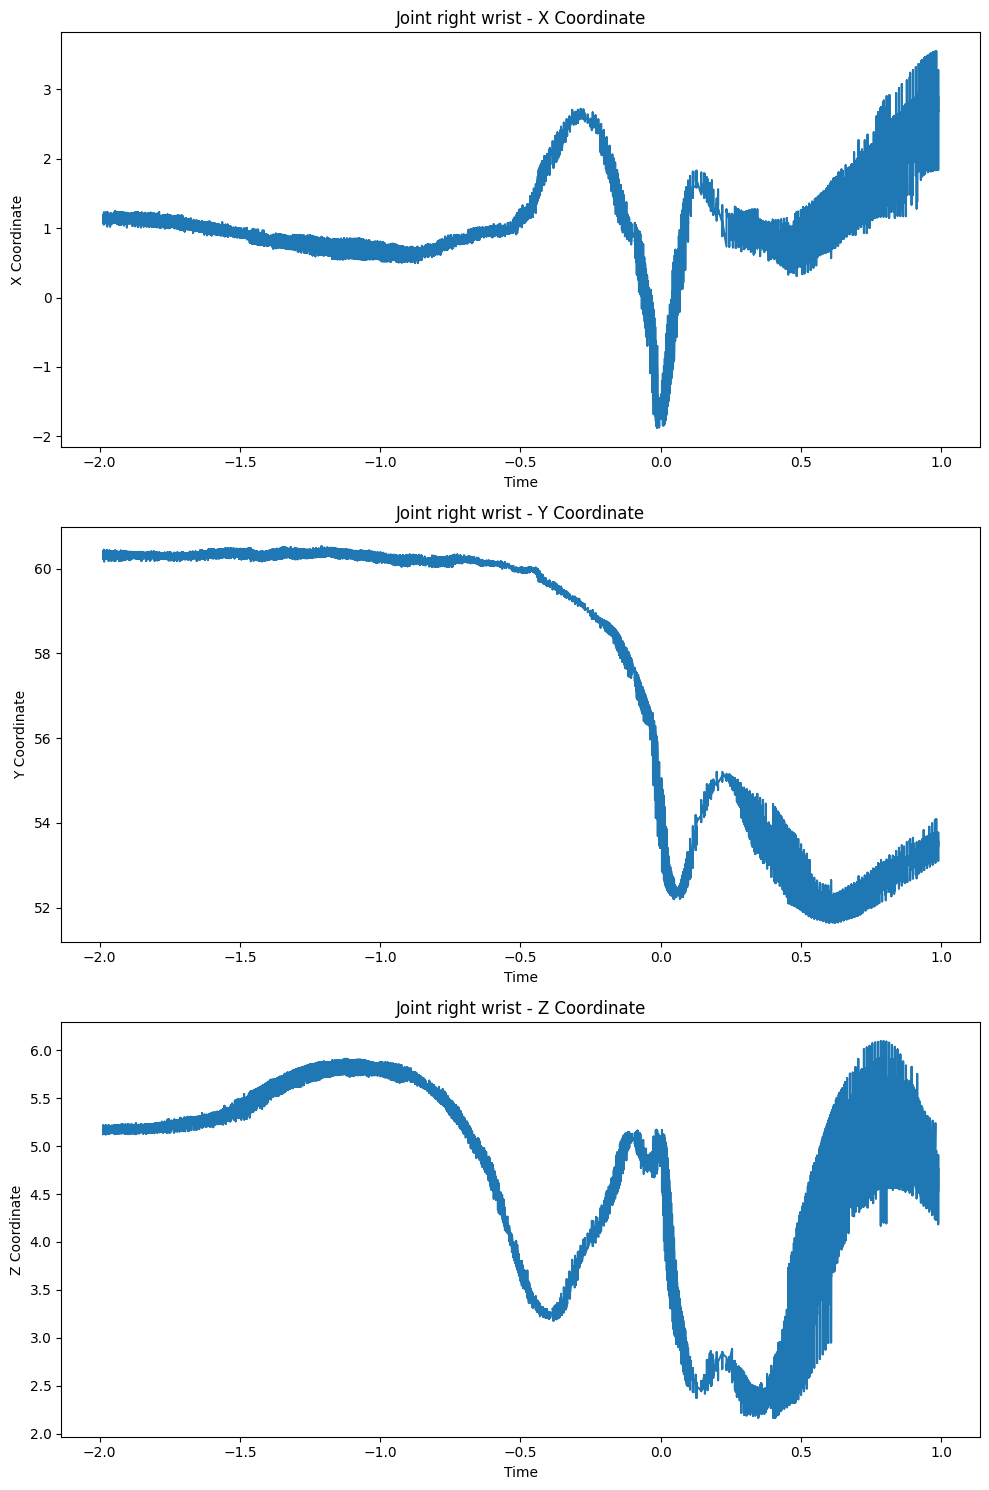 Joint right wrist - X Coordinate
X Coordinate
3
2
1
0
−1
−2
−2.0 −1.5 −1.0 −0.5 0.0 0.5 1.0
Time
Joint right wrist - Y Coordinate
Y Coordinate
60
58
56
54
52
−2.0 −1.5 −1.0 −0.5 0.0 0.5 1.0
Time
Joint right wrist - Z Coordinate
Z Coordinate
6.0
5.5
5.0
4.5
4.0
3.5
3.0
2.5
2.0
−2.0 −1.5 −1.0 −0.5 0.0 0.5 1.0
Time